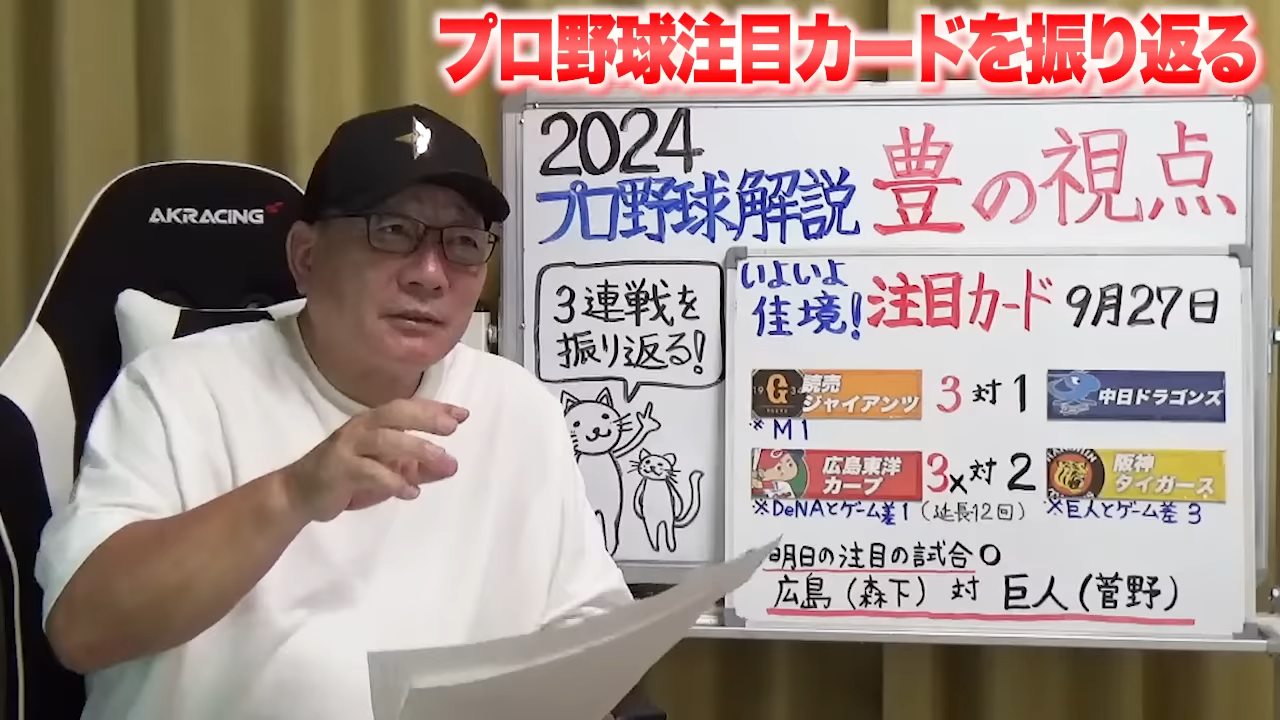 プロ野球注目カードを振り返る
AKRACING
2024
プロ野球解説 豊の視点
3連戦を
振り返る!
いよいよ
佳境! 注目カード 9月27日
G
読売
ジャイアンツ 3 対 1 中日ドラゴンズ
※M1
広島東洋
カープ 3x対 2 阪神
タイガース
※DeNAとゲーム差1(延長12回) ※巨人とゲーム差3
明日の注目の試合○
広島(森下) 対 巨人(菅野)